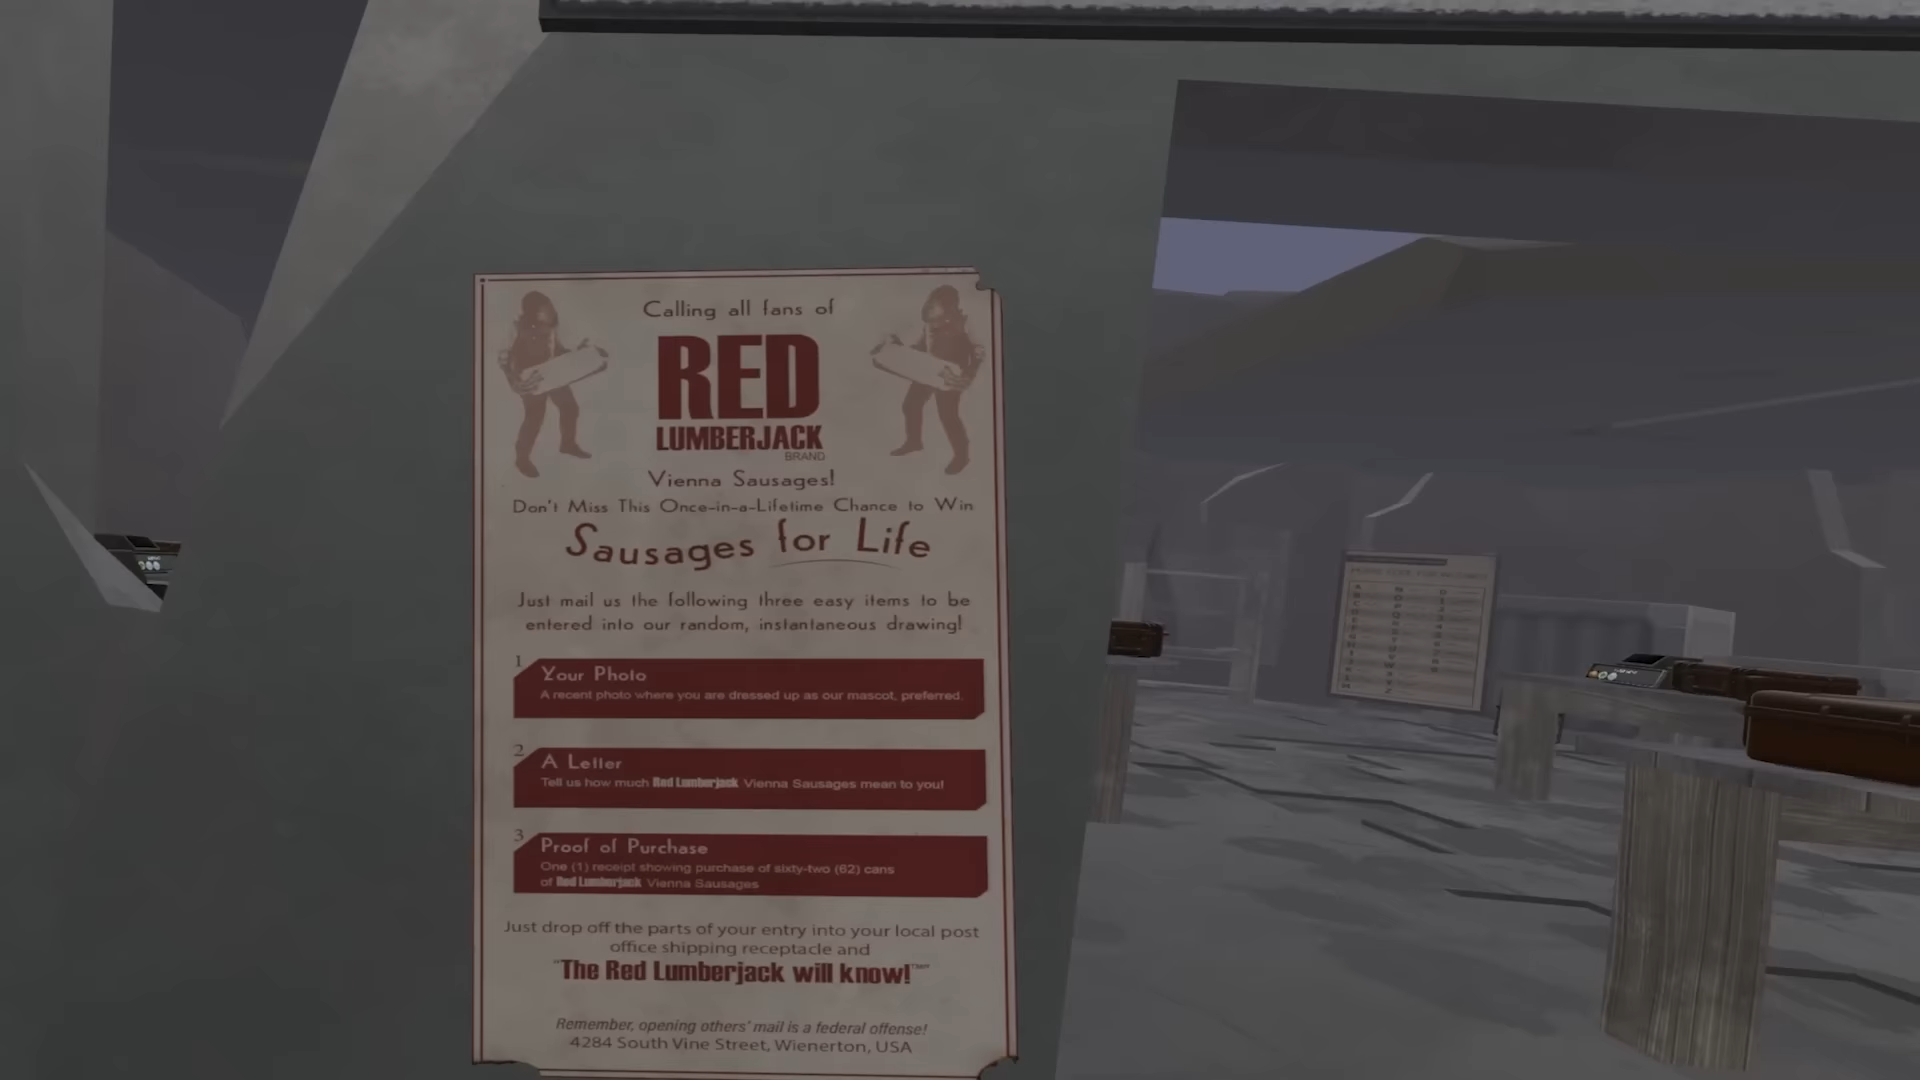 Calling all fans of
RED
LUMBERJACK
BRAND
Vienna Sausages!
Don't Miss This Once-in-a-Lifetime Chance to Win
Sausages for Life
Just mail us the following three easy items to be
entered into our random, instantaneous drawing!
1
Your Photo
A recent photo where you are dressed up as our mascot, preferred.
2
A Letter
Tell us how much Red Lumberjack Vienna Sausages mean to you!
3
Proof of Purchase
One (1) receipt showing purchase of sixty-two (62) cans
of Red Lumberjack Vienna Sausages
Just drop off the parts of your entry into your local post
office shipping receptacle and
"The Red Lumberjack will know!™"
Remember, opening others' mail is a federal offense!
4284 South Vine Street, Wienerton, USA